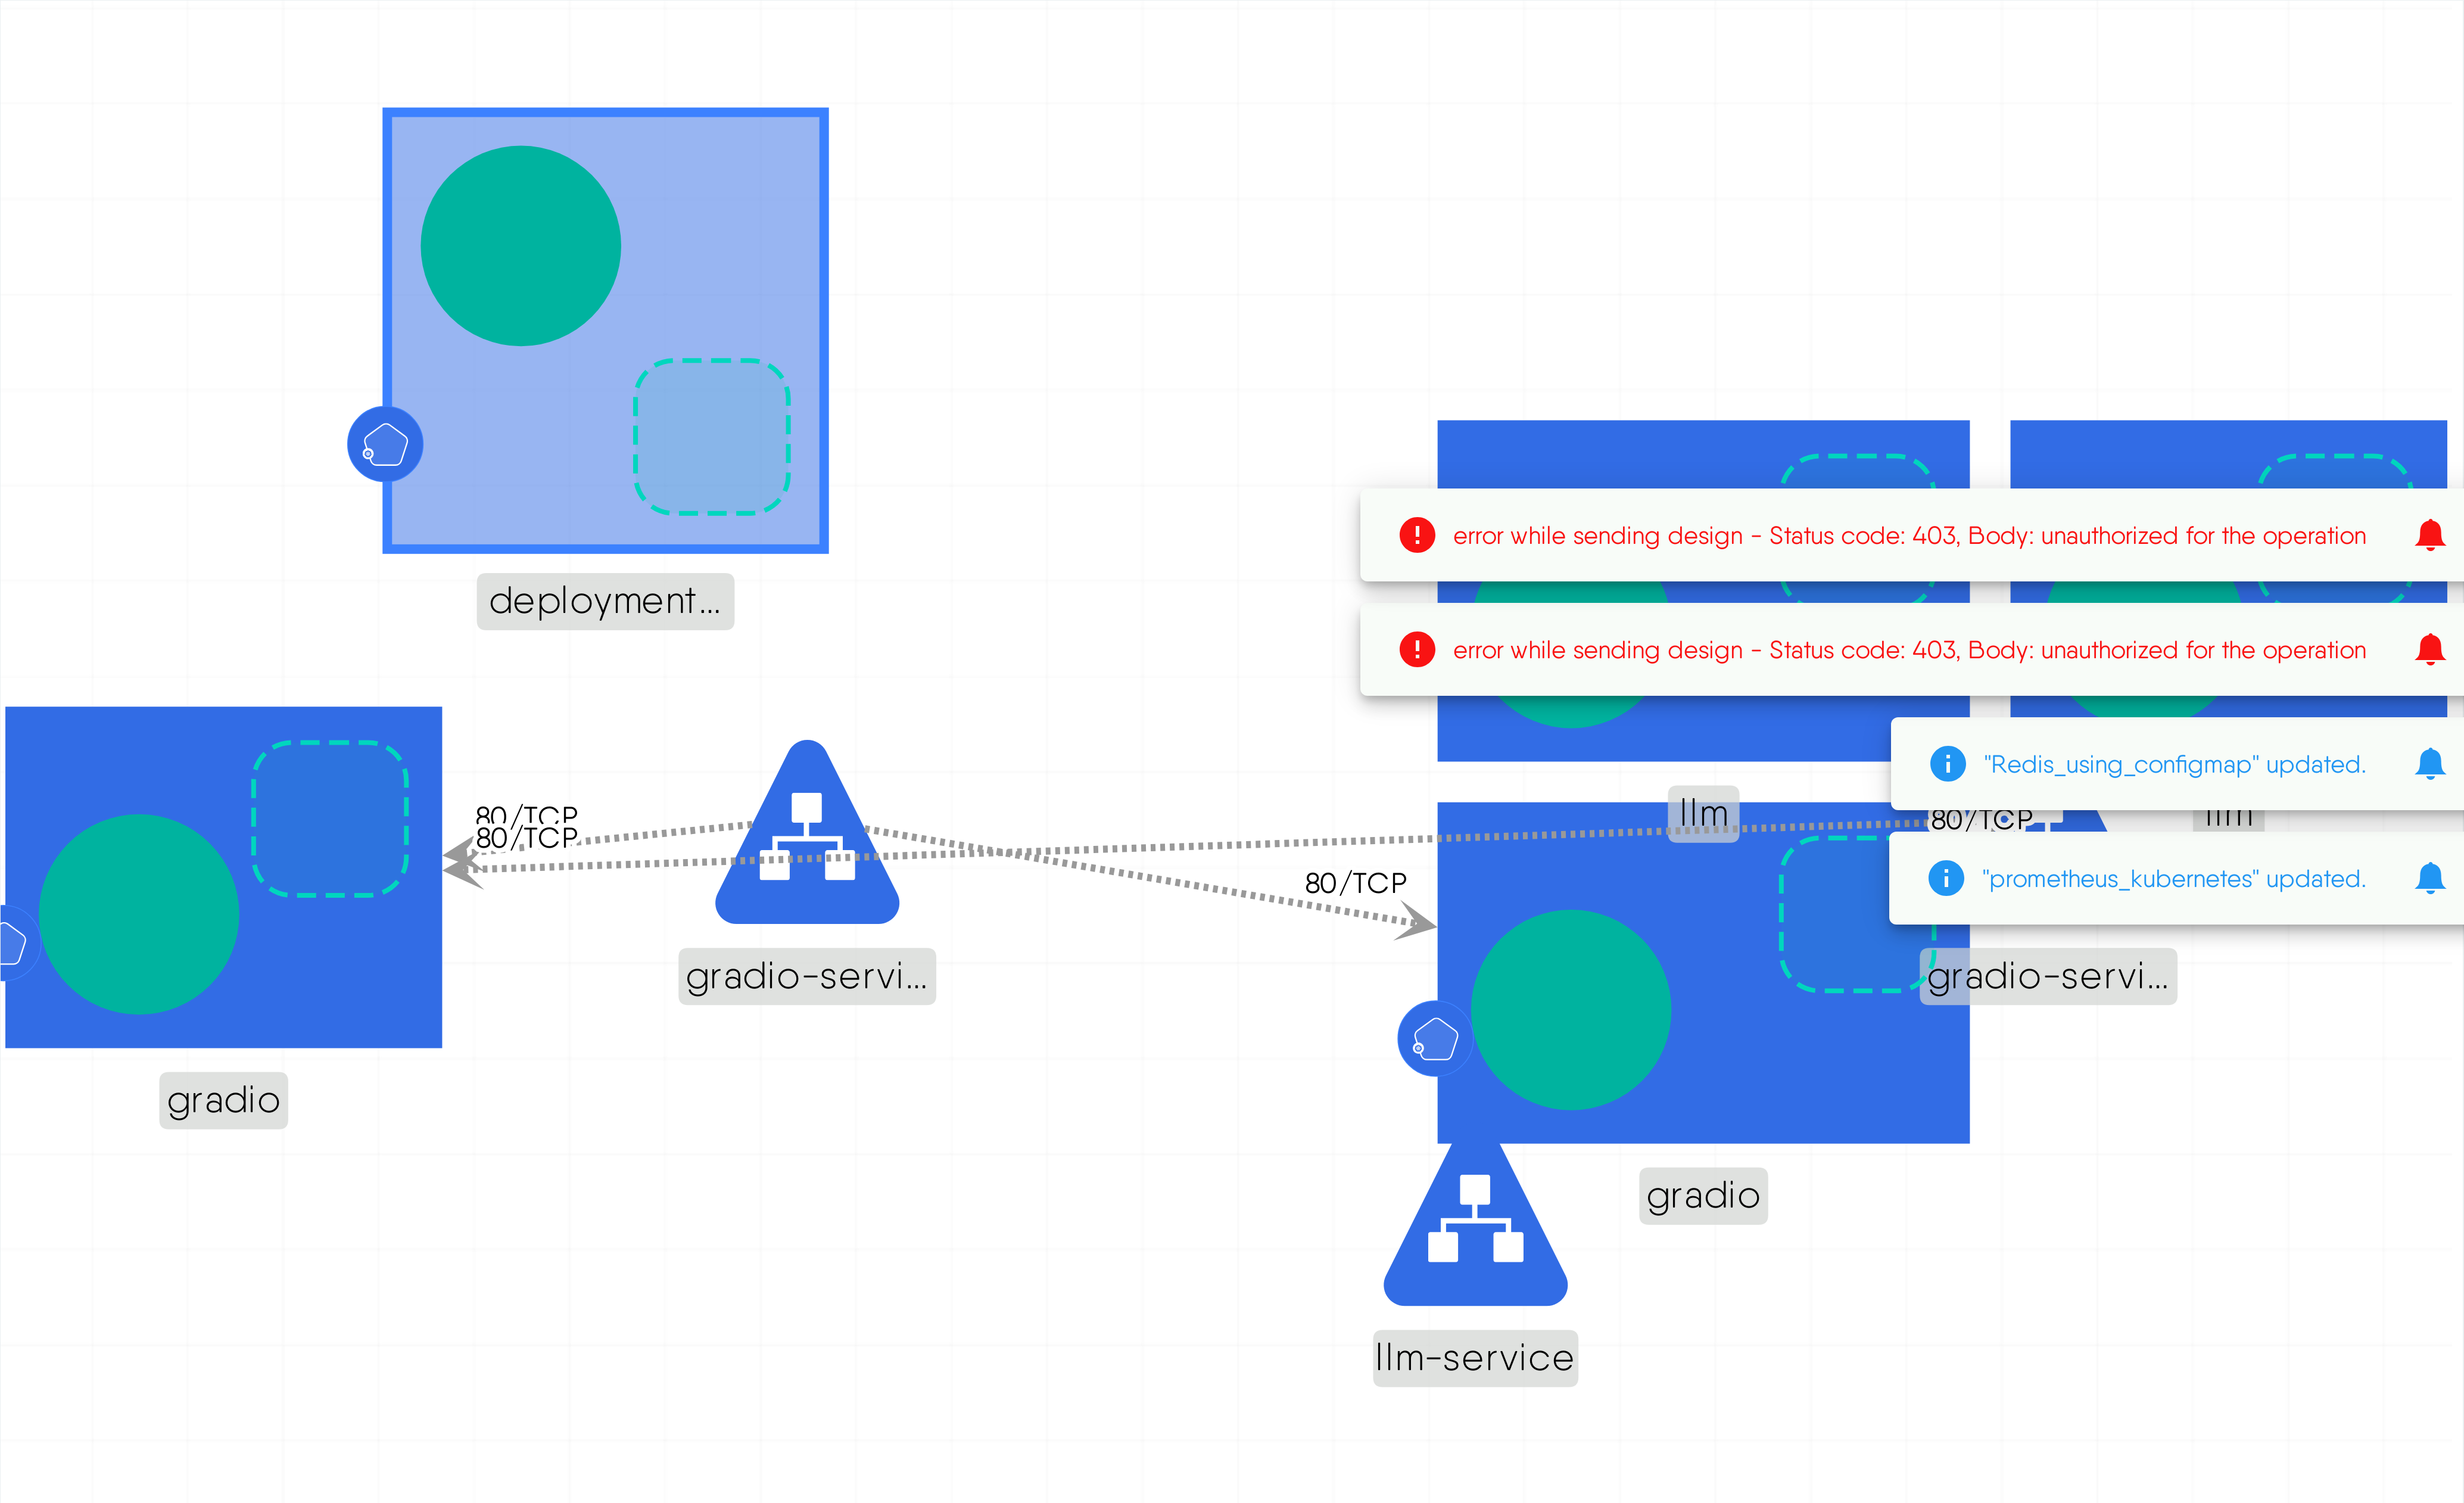 deployment...
error while sending design - Status code: 403, Body: unauthorized for the operation
error while sending design - Status code: 403, Body: unauthorized for the operation
"Redis_using_configmap" updated.
80/TCP
80/TCP
llm
80/TCP
llm
80/TCP
"prometheus_kubernetes" updated.
gradio-servi...
gradio-servi...
gradio
gradio
llm-service